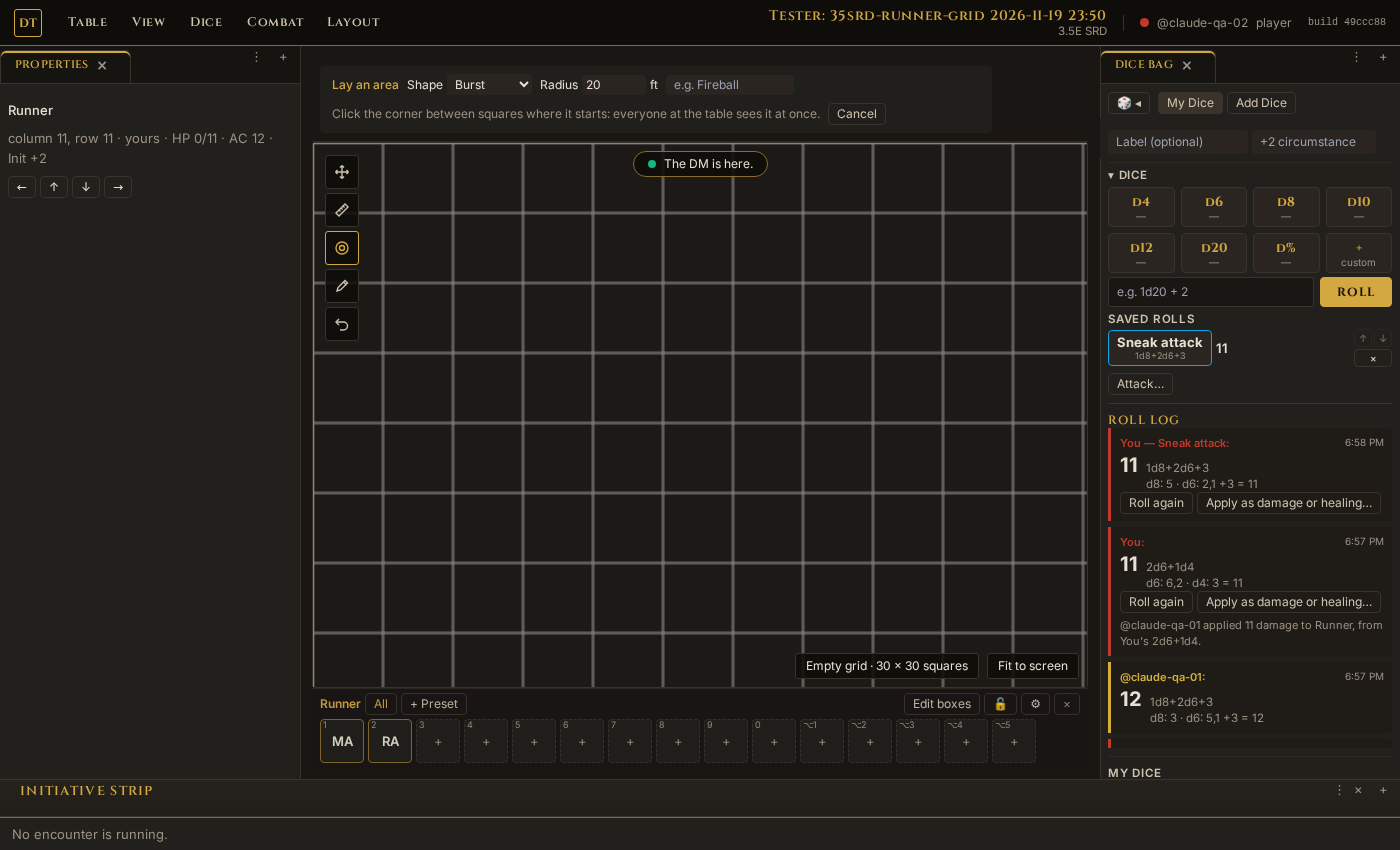 DT TABLE VIEW DICE COMBAT LAYOUT
TESTER: 35SRD-RUNNER-GRID 2026-11-19 23:50
3.5E SRD
@claude-qa-02 player build 49ccc88
PROPERTIES ×
Runner
column 11, row 11 · yours · HP 0/11 · AC 12 ·
Init +2
← ↑ ↓ →
Lay an area Shape Burst Radius 20 ft e.g. Fireball
Click the corner between squares where it starts: everyone at the table sees it at once. Cancel
The DM is here.
Empty grid · 30 × 30 squares Fit to screen
Runner All + Preset Edit boxes ×
1 2 3 4 5 6 7 8 9 0 ⌥1 ⌥2 ⌥3 ⌥4 ⌥5
MA RA + + + + + + + + + + + + +
DICE BAG ×
My Dice Add Dice
Label (optional) +2 circumstance
▾ DICE
D4 D6 D8 D10
— — — —
D12 D20 D% +
— — — custom
e.g. 1d20 + 2 ROLL
SAVED ROLLS
Sneak attack 11 ↑ ↓
1d8+2d6+3 ×
Attack...
ROLL LOG
You — Sneak attack: 6:58 PM
11 1d8+2d6+3
d8: 5 · d6: 2,1 +3 = 11
Roll again Apply as damage or healing...
You: 6:57 PM
11 2d6+1d4
d6: 6,2 · d4: 3 = 11
Roll again Apply as damage or healing...
@claude-qa-01 applied 11 damage to Runner, from
You's 2d6+1d4.
@claude-qa-01: 6:57 PM
12 1d8+2d6+3
d8: 3 · d6: 5,1 +3 = 12
MY DICE
INITIATIVE STRIP ⋮ × +
No encounter is running.